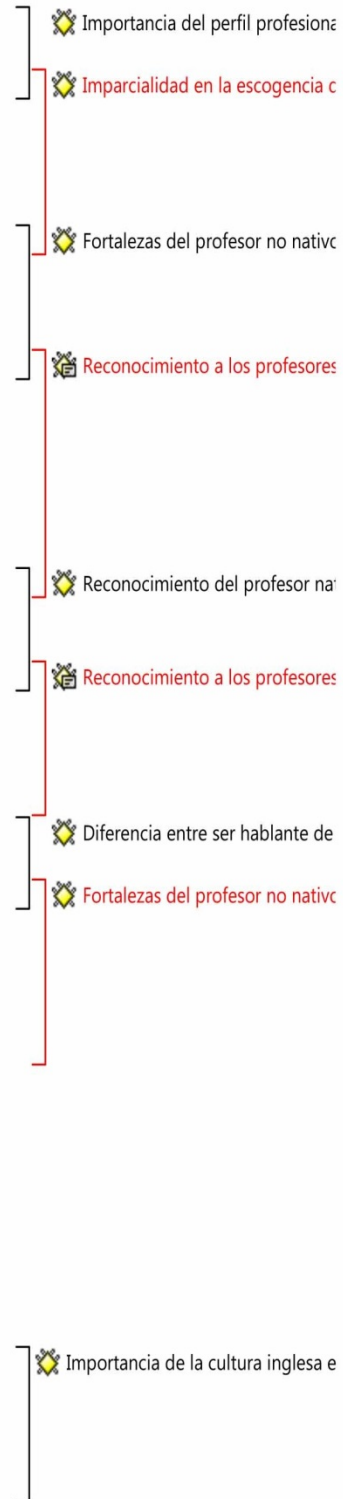 Importancia del perfil profesiona
Imparcialidad en la escogencia
Fortalezas del profesor no nativo
Reconocimiento a los profesores
Reconocimiento del profesor nat
Reconocimiento a los profesores
Diferencia entre ser hablante de
Fortalezas del profesor no nativo
Importancia de la cultura inglesa e